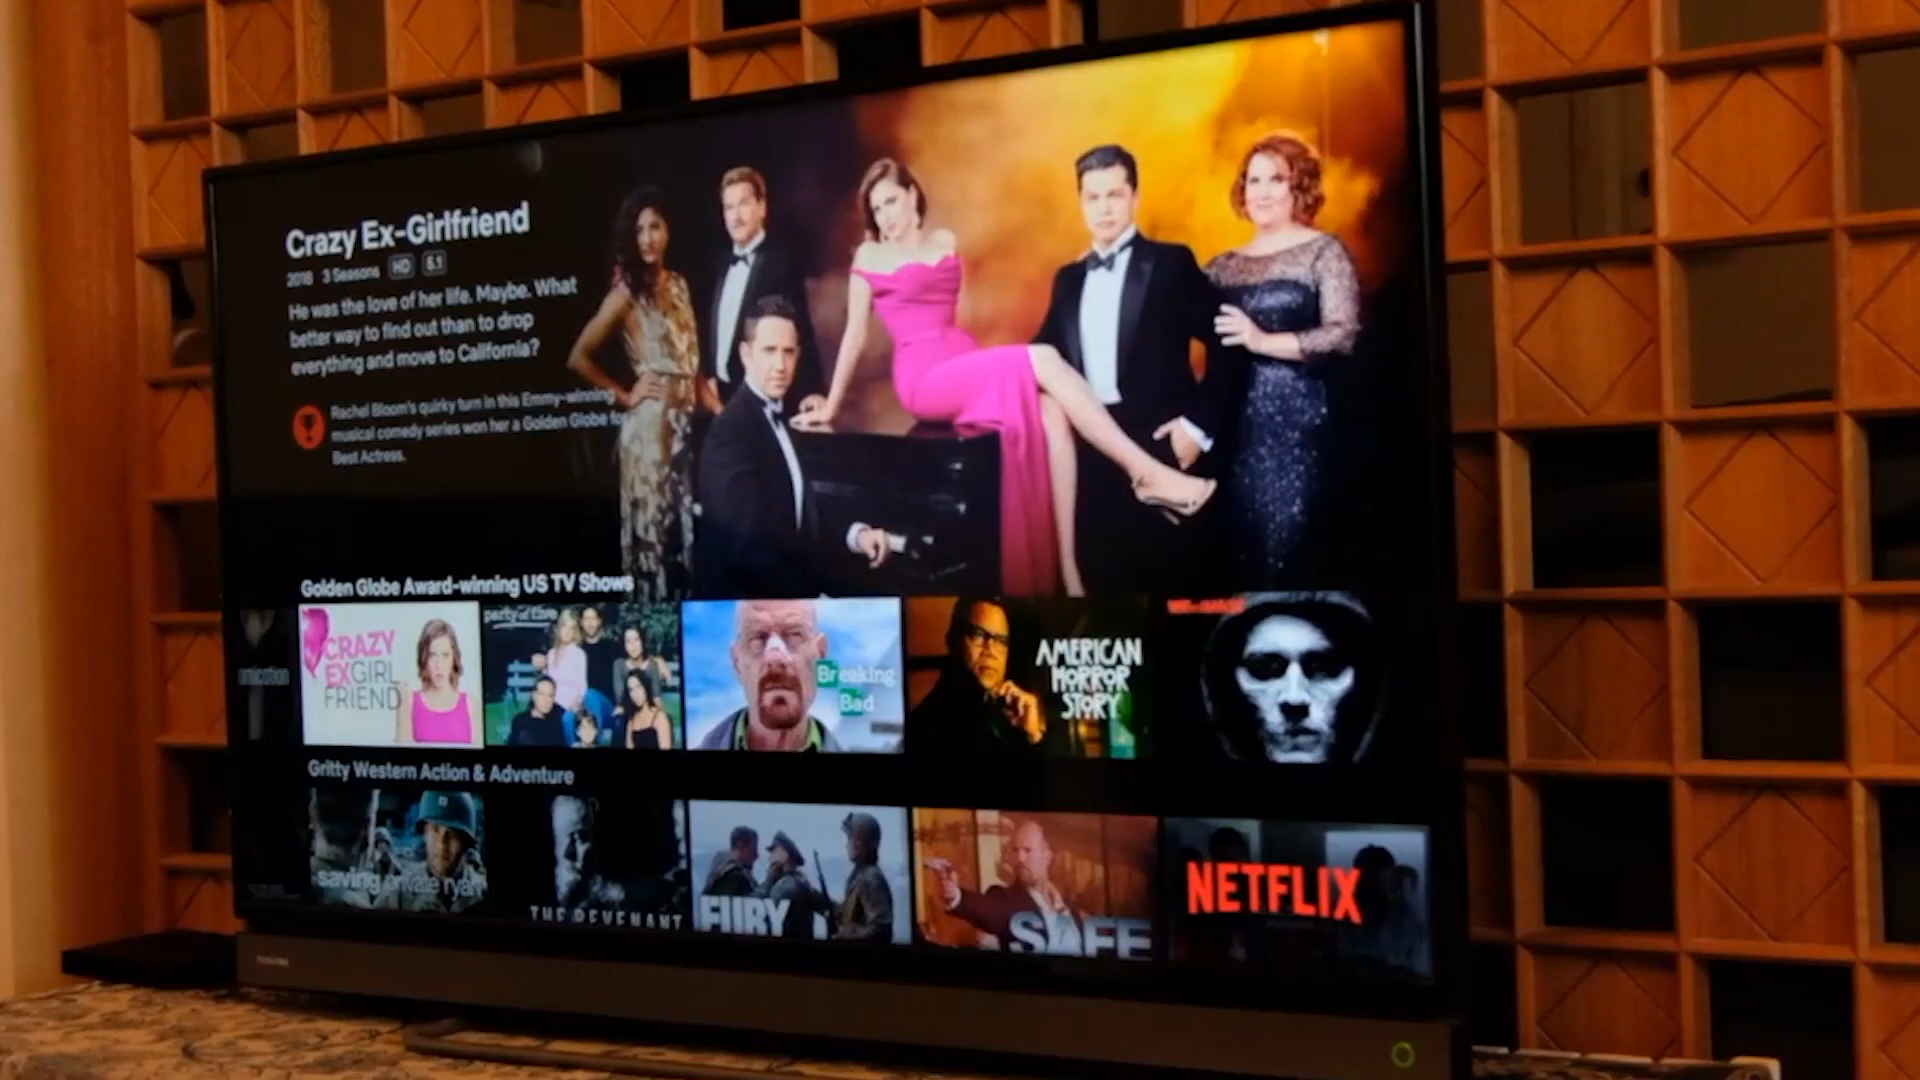 Crazy Ex-Girlfriend
2018 3 Seasons HD 5.1
He was the love of her life. Maybe. What
better way to find out than to drop
everything and move to California?
Rachel Bloom's quirky turn in this Emmy-winning
musical comedy series won her a Golden Globe for
Best Actress.
Golden Globe Award-winning US TV Shows
CRAZY
EXGIRL
FRIEND
party of five
Breaking
Bad
AMERICAN
HORROR
STORY
Gritty Western Action & Adventure
saving private ryan
THE REVENANT
FURY
SAFE
NETFLIX
TOSHIBA